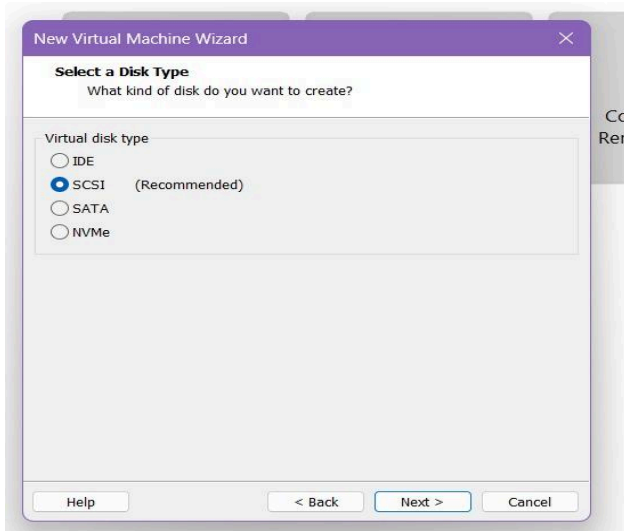 New Virtual Machine Wizard
Select a Disk Type
What kind of disk do you want to create?
Virtual disk type
IDE
SCSI (Recommended)
SATA
NVMe
Help < Back Next > Cancel